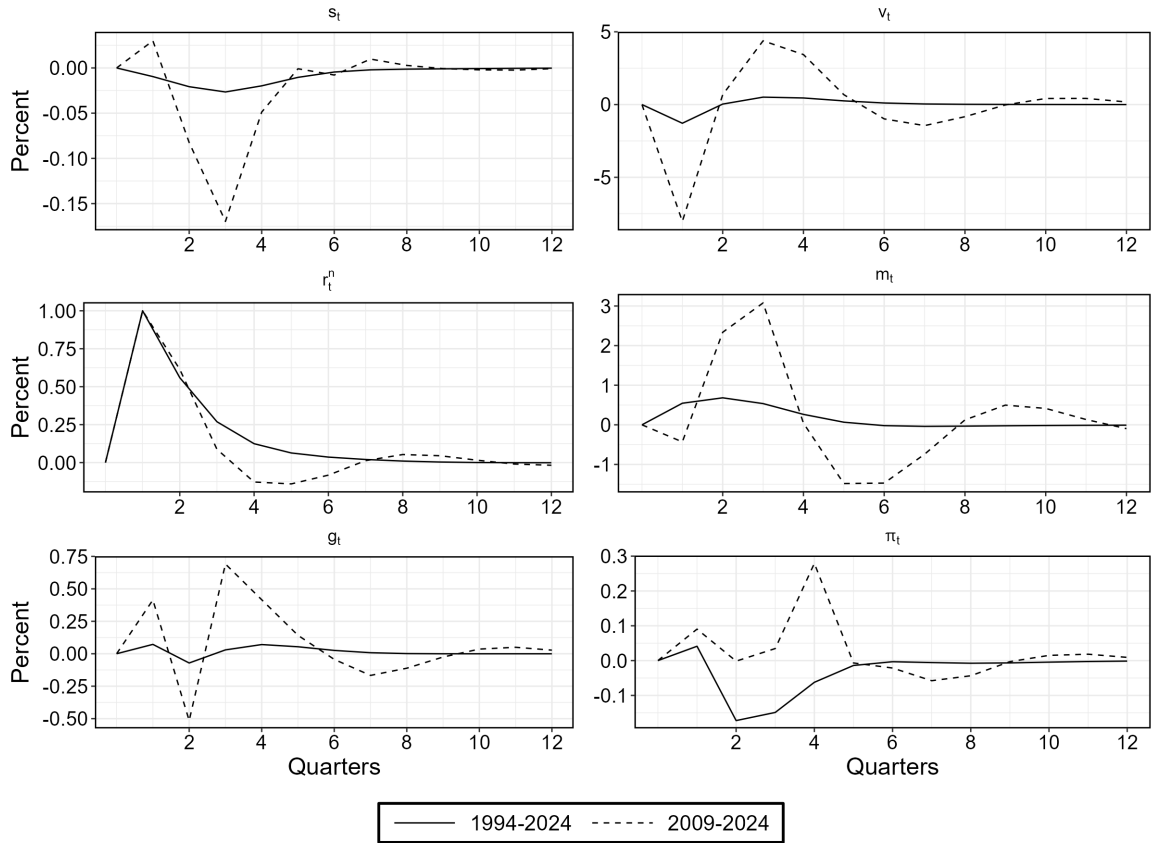 s_t
v_t
Percent
0.00
-0.05
-0.10
-0.15
2 4 6 8 10 12
5
0
-5
2 4 6 8 10 12
r_t^n
m_t
Percent
1.00
0.75
0.50
0.25
0.00
2 4 6 8 10 12
3
2
1
0
-1
2 4 6 8 10 12
g_t
π_t
Percent
0.75
0.50
0.25
0.00
-0.25
-0.50
2 4 6 8 10 12
Quarters
0.3
0.2
0.1
0.0
-0.1
2 4 6 8 10 12
Quarters
1994-2024 2009-2024